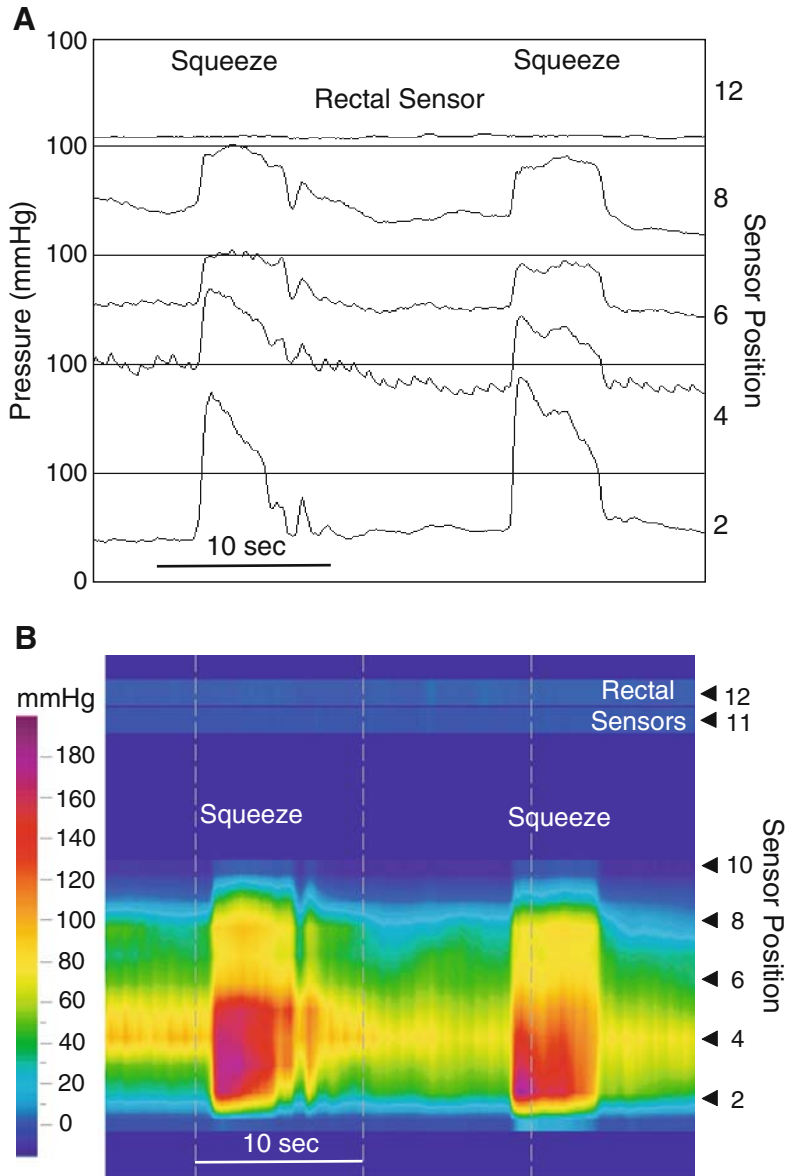 A
100
Squeeze
Squeeze
Rectal Sensor
12
100
8
100
6
100
4
100
2
10 sec
0
Pressure (mmHg)
Sensor Position
B
mmHg
180
160
140
120
100
80
60
40
20
0
Rectal
Sensors
12
11
Squeeze
Squeeze
10
8
6
4
2
10 sec
Sensor Position